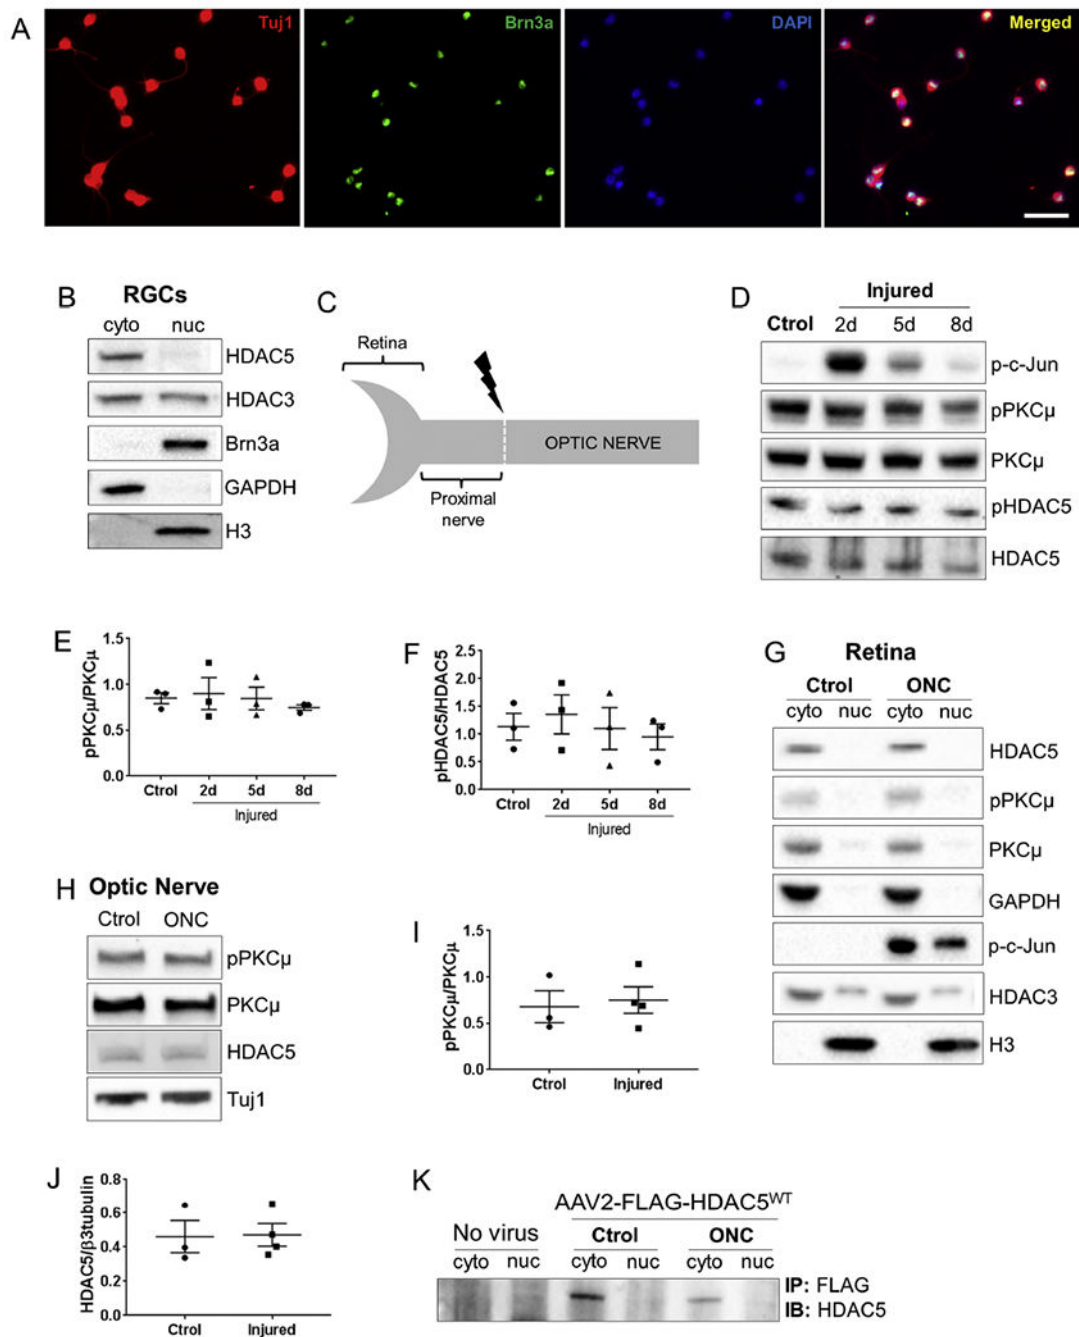 A
Tuj1
Brn3a
DAPI
Merged
B
RGCs
cyto nuc
HDAC5
HDAC3
Brn3a
GAPDH
H3
C
Retina
OPTIC NERVE
Proximal
nerve
D
Injured
Ctrol 2d 5d 8d
p-c-Jun
pPKCμ
PKCμ
pHDAC5
HDAC5
E
pPKCμ/PKCμ
1.5
1.0
0.5
0.0
Ctrol 2d 5d 8d
Injured
F
pHDAC5/HDAC5
2.5
2.0
1.5
1.0
0.5
0.0
Ctrol 2d 5d 8d
Injured
G
Retina
Ctrol ONC
cyto nuc cyto nuc
HDAC5
pPKCμ
PKCμ
GAPDH
p-c-Jun
HDAC3
H3
H
Optic Nerve
Ctrol ONC
pPKCμ
PKCμ
HDAC5
Tuj1
I
pPKCμ/PKCμ
1.5
1.0
0.5
0.0
Ctrol Injured
J
HDAC5/β3tubulin
0.8
0.6
0.4
0.2
0.0
Ctrol Injured
K
AAV2-FLAG-HDAC5WT
No virus Ctrol ONC
cyto nuc cyto nuc cyto nuc
IP: FLAG
IB: HDAC5